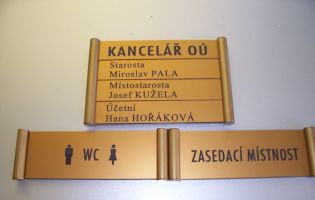 KANCELÁŘ OÚ
Starosta
Miroslav PALA
Místostarosta
Josef KUŽELA
Účetní
Hana HOŘÁKOVÁ
WC
ZASEDACÍ MÍSTNOST